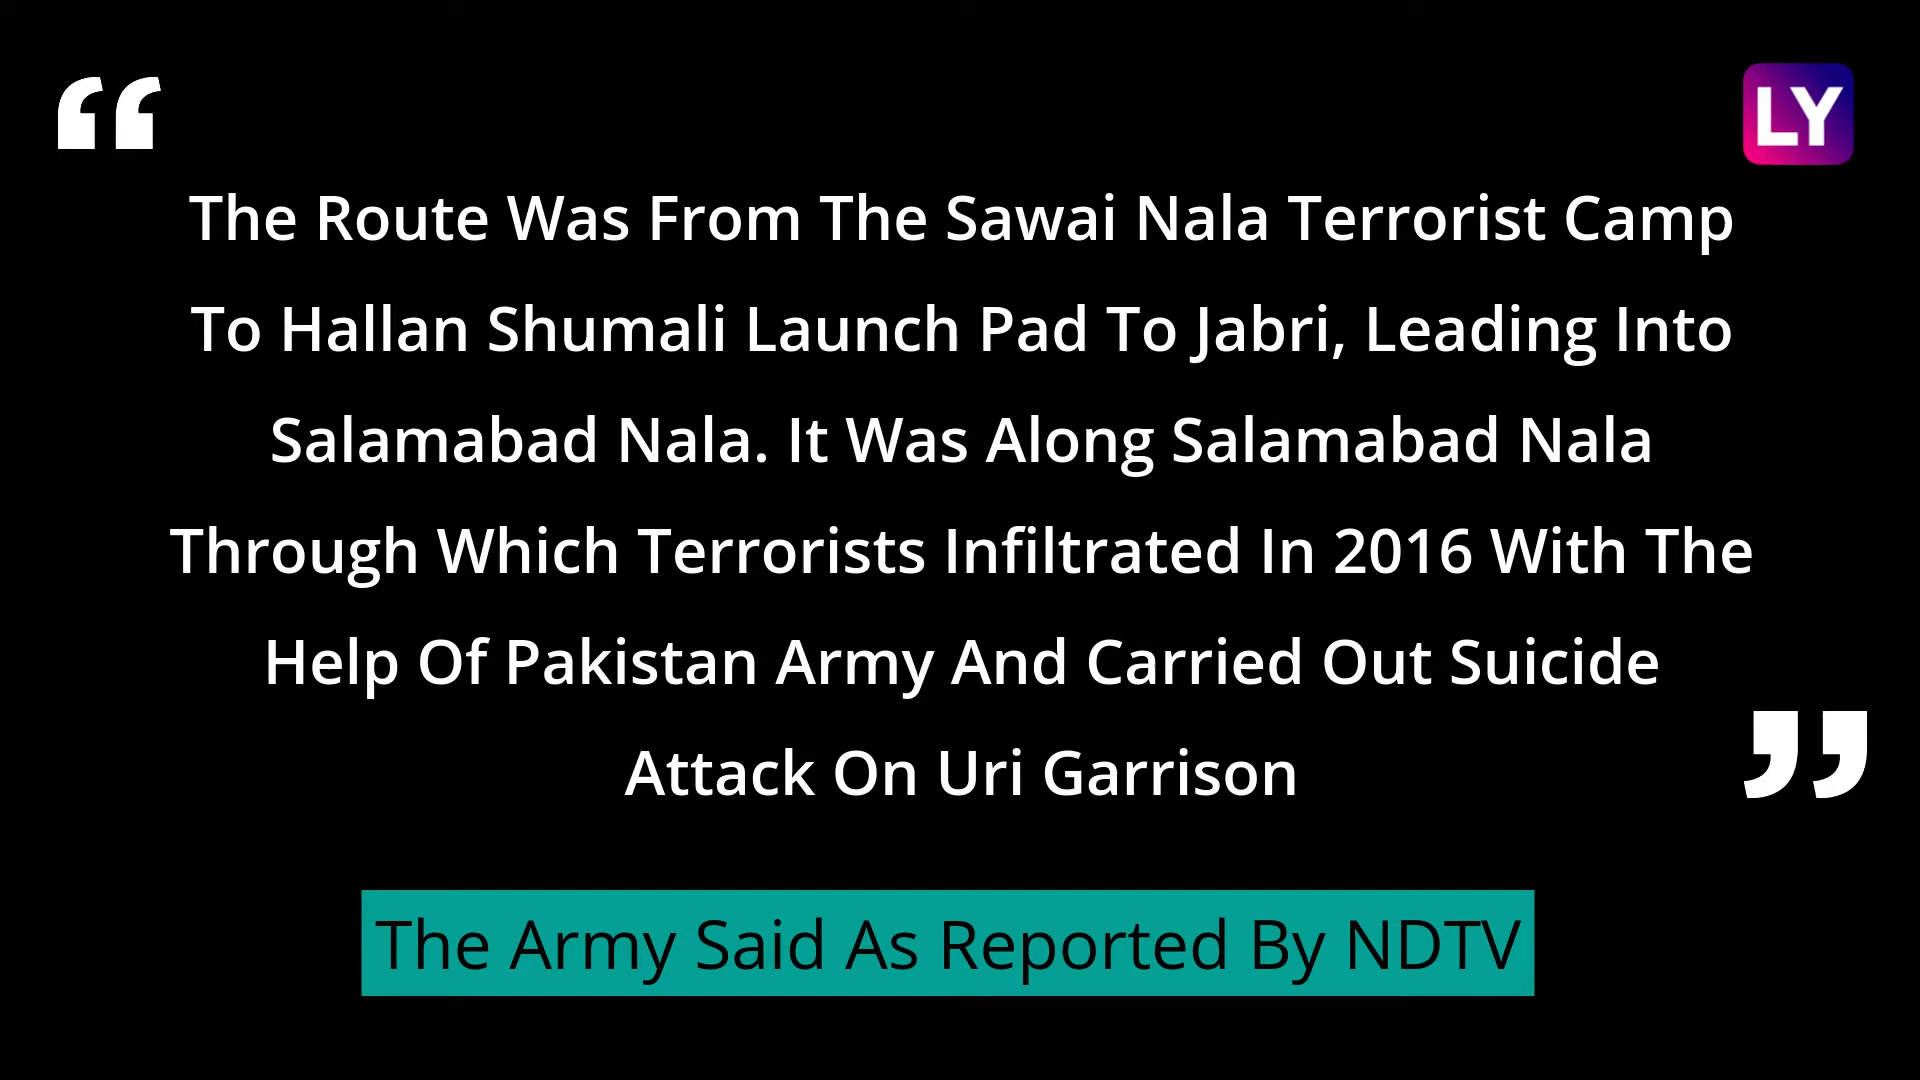 “
LY
The Route Was From The Sawai Nala Terrorist Camp
To Hallan Shumali Launch Pad To Jabri, Leading Into
Salamabad Nala. It Was Along Salamabad Nala
Through Which Terrorists Infiltrated In 2016 With The
Help Of Pakistan Army And Carried Out Suicide
Attack On Uri Garrison
”
The Army Said As Reported By NDTV